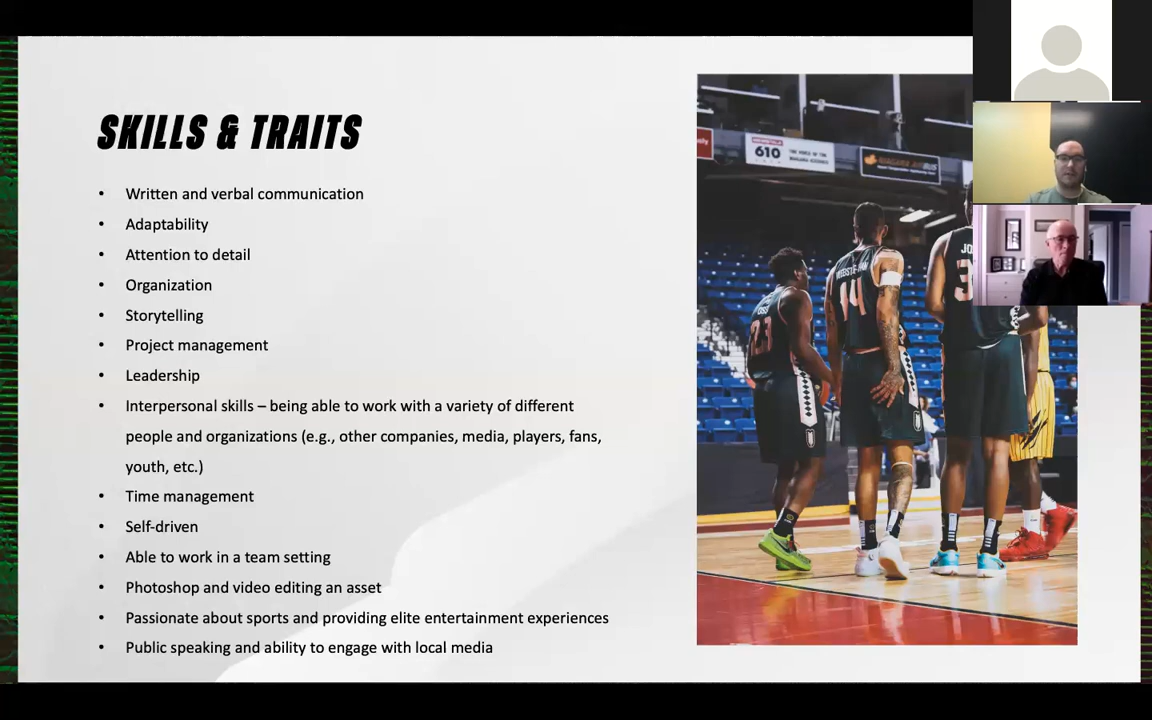 SKILLS & TRAITS
• Written and verbal communication
• Adaptability
• Attention to detail
• Organization
• Storytelling
• Project management
• Leadership
• Interpersonal skills – being able to work with a variety of different
people and organizations (e.g., other companies, media, players, fans,
youth, etc.)
• Time management
• Self-driven
• Able to work in a team setting
• Photoshop and video editing an asset
• Passionate about sports and providing elite entertainment experiences
• Public speaking and ability to engage with local media
610
14